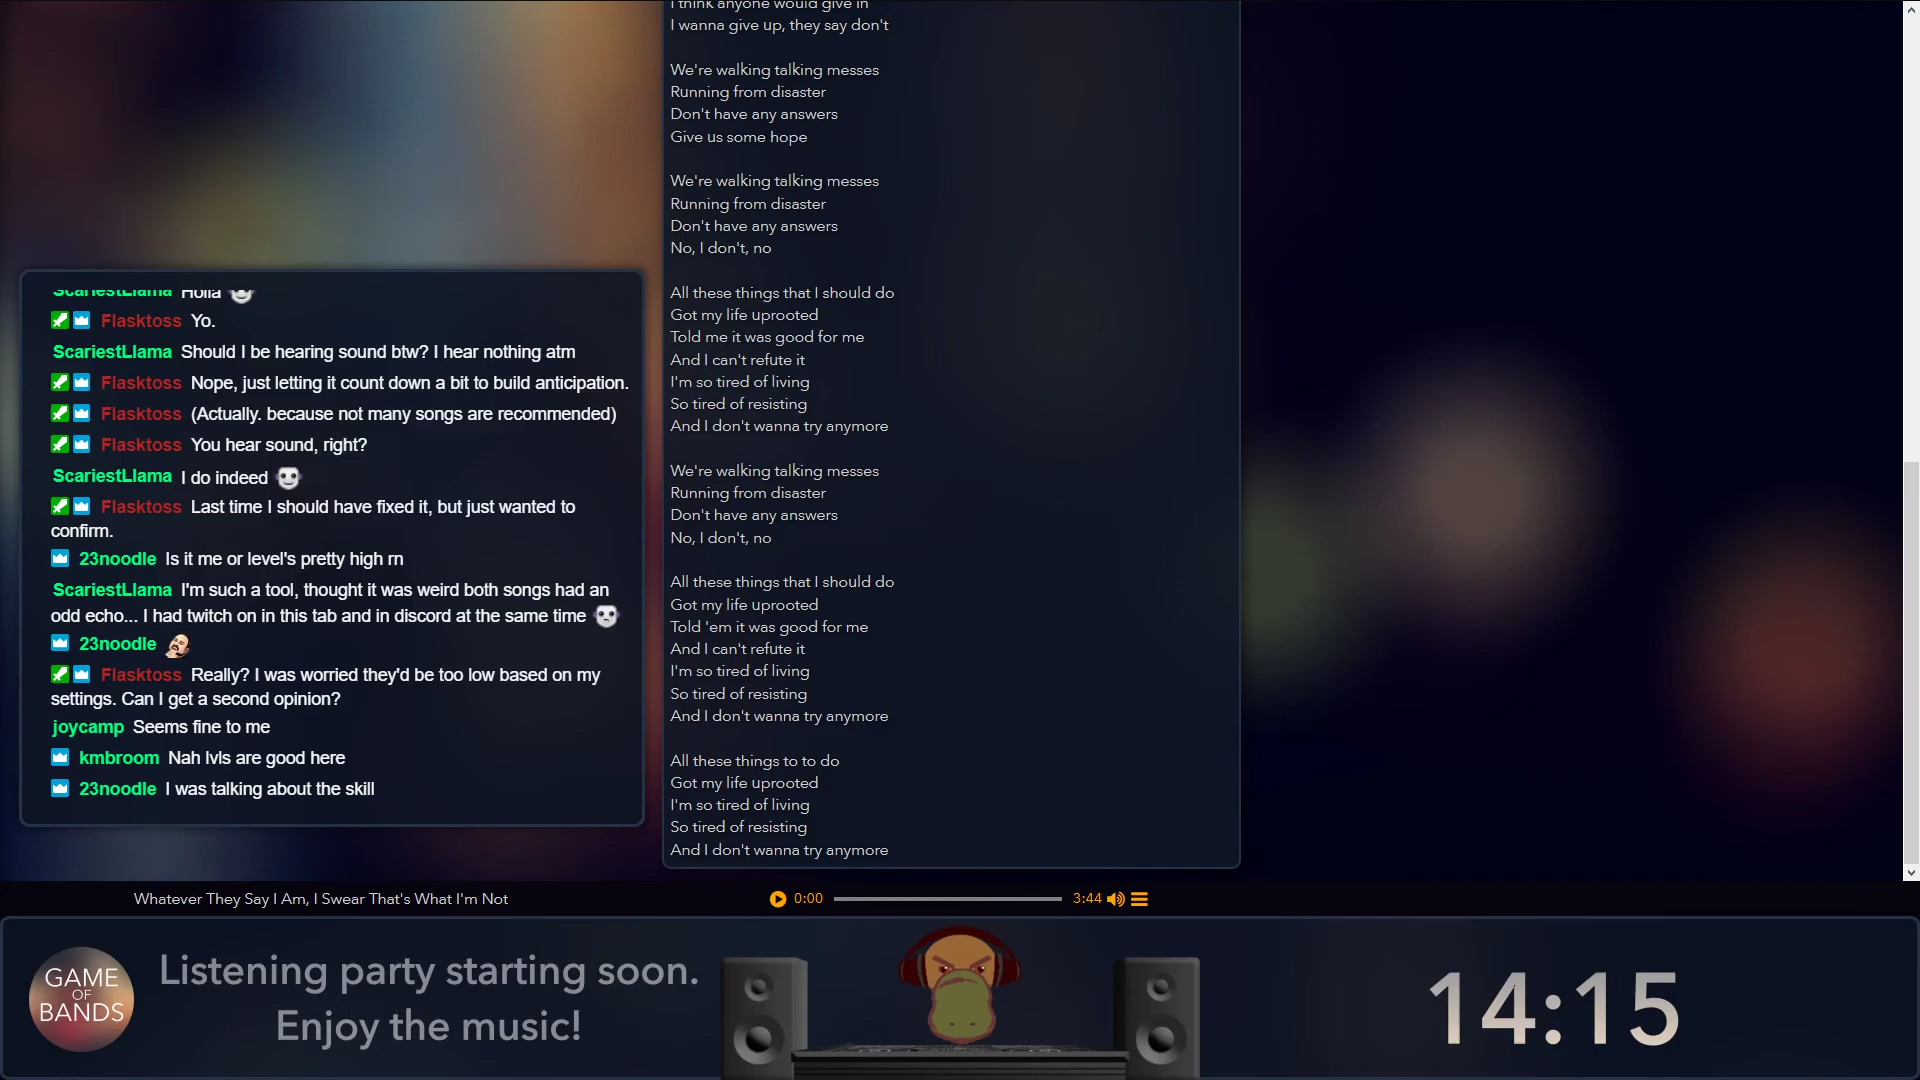 I think anyone would give in
I wanna give up, they say don't
We're walking talking messes
Running from disaster
Don't have any answers
Give us some hope
We're walking talking messes
Running from disaster
Don't have any answers
No, I don't, no
All these things that I should do
Got my life uprooted
Told me it was good for me
And I can't refute it
I'm so tired of living
So tired of resisting
And I don't wanna try anymore
We're walking talking messes
Running from disaster
Don't have any answers
No, I don't, no
All these things that I should do
Got my life uprooted
Told 'em it was good for me
And I can't refute it
I'm so tired of living
So tired of resisting
And I don't wanna try anymore
All these things to to do
Got my life uprooted
I'm so tired of living
So tired of resisting
And I don't wanna try anymore
ScariestLlama Holla
Flasktoss Yo.
ScariestLlama Should I be hearing sound btw? I hear nothing atm
Flasktoss Nope, just letting it count down a bit to build anticipation.
Flasktoss (Actually. because not many songs are recommended)
Flasktoss You hear sound, right?
ScariestLlama I do indeed
Flasktoss Last time I should have fixed it, but just wanted to
confirm.
23noodle Is it me or level's pretty high rn
ScariestLlama I'm such a tool, thought it was weird both songs had an
odd echo... I had twitch on in this tab and in discord at the same time
23noodle
Flasktoss Really? I was worried they'd be too low based on my
settings. Can I get a second opinion?
joycamp Seems fine to me
kmbroom Nah lvls are good here
23noodle I was talking about the skill
Whatever They Say I Am, I Swear That's What I'm Not
0:00
3:44
GAME
OF
BANDS
Listening party starting soon.
Enjoy the music!
14:15